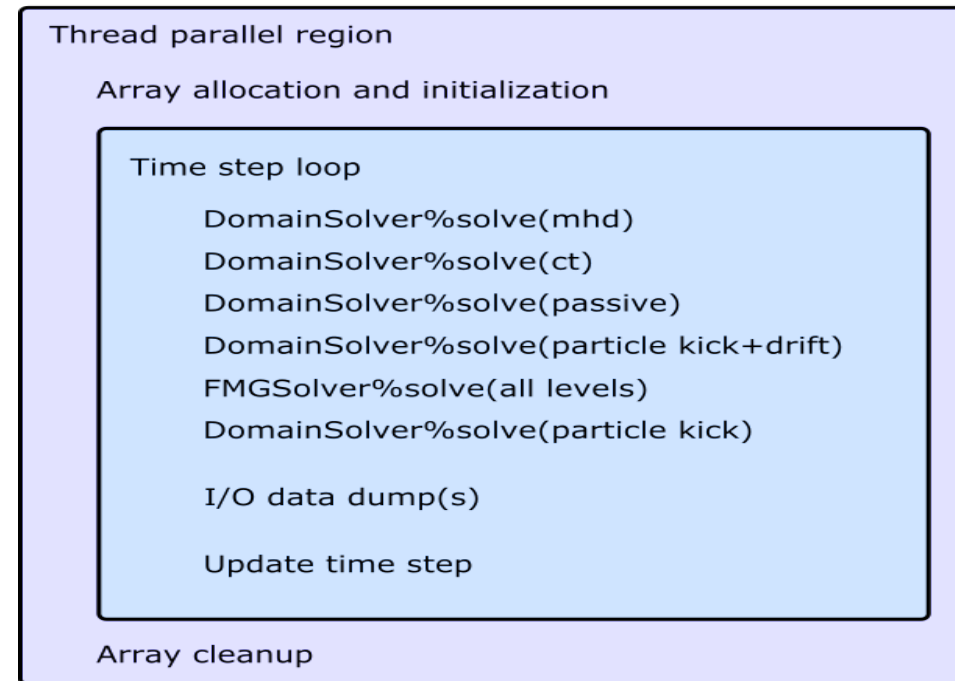 Thread parallel region
Array allocation and initialization
Time step loop
DomainSolver%solve(mhd)
DomainSolver%solve(ct)
DomainSolver%solve(passive)
DomainSolver%solve(particle kick+drift)
FMGSolver%solve(all levels)
DomainSolver%solve(particle kick)
I/O data dump(s)
Update time step
Array cleanup